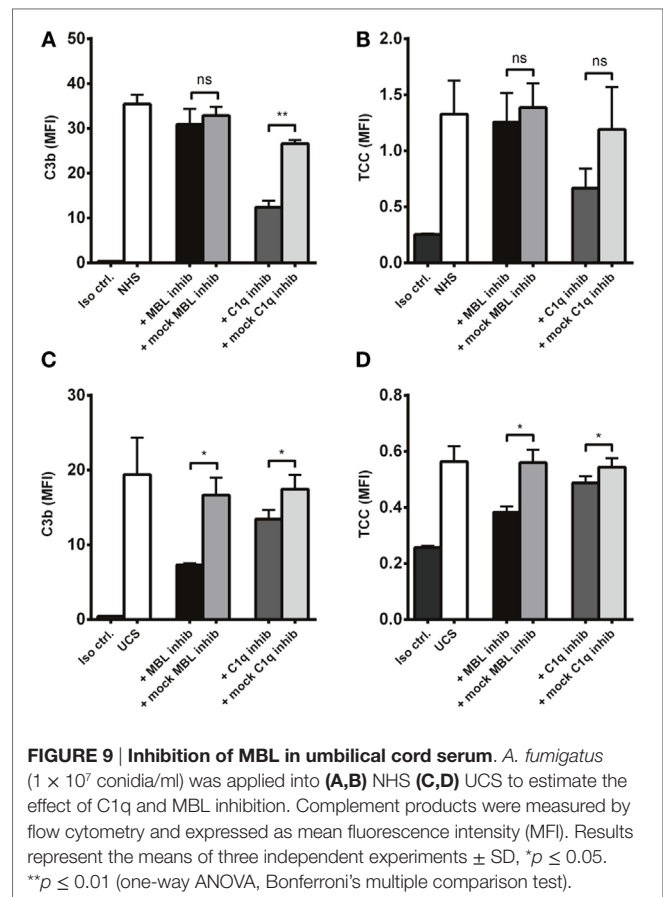 A
B
50
40
30
20
10
0
C3b (MFI)
ns
**
Iso ctrl.
NHS
+ MBL inhib
+ mock MBL inhib
+ C1q inhib
+ mock C1q inhib
2.0
1.5
1.0
0.5
0.0
TCC (MFI)
ns
ns
Iso ctrl.
NHS
+ MBL inhib
+ mock MBL inhib
+ C1q inhib
+ mock C1q inhib
C
D
30
20
10
0
C3b (MFI)
*
*
Iso ctrl.
UCS
+ MBL inhib
+ mock MBL inhib
+ C1q inhib
+ mock C1q inhib
0.8
0.6
0.4
0.2
0.0
TCC (MFI)
*
*
Iso ctrl.
UCS
+ MBL inhib
+ mock MBL inhib
+ C1q inhib
+ mock C1q inhib
FIGURE 9 | Inhibition of MBL in umbilical cord serum. A. fumigatus
(1 × 10⁷ conidia/ml) was applied into (A,B) NHS (C,D) UCS to estimate the
effect of C1q and MBL inhibition. Complement products were measured by
flow cytometry and expressed as mean fluorescence intensity (MFI). Results
represent the means of three independent experiments ± SD, *p ≤ 0.05.
**p ≤ 0.01 (one-way ANOVA, Bonferroni’s multiple comparison test).